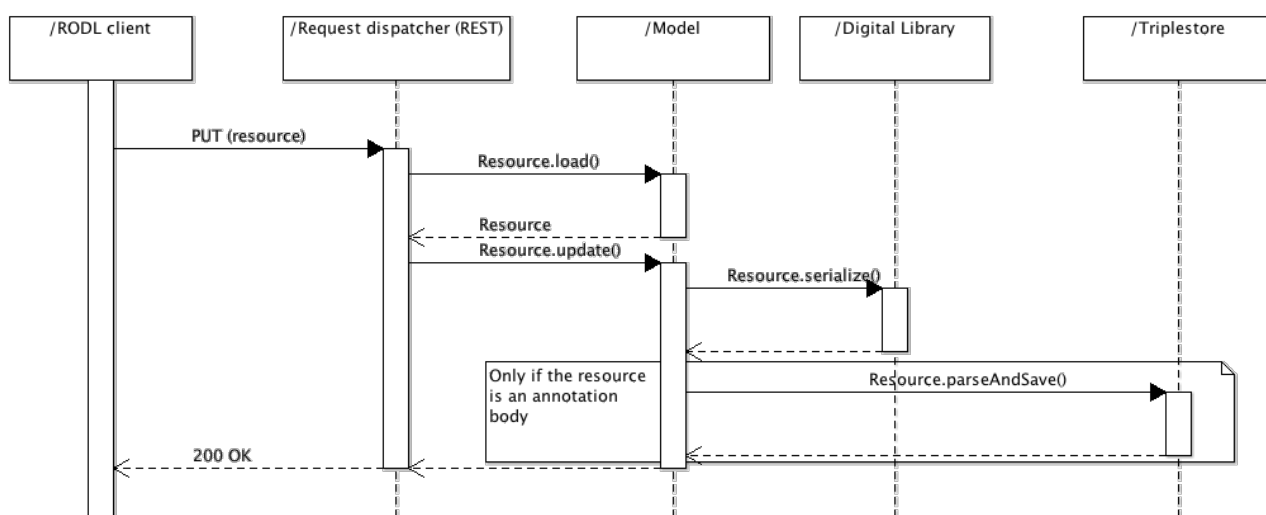 /RODL client
/Request dispatcher (REST)
/Model
/Digital Library
/Triplestore
PUT (resource)
Resource.load()
Resource
Resource.update()
Resource.serialize()
Only if the resource
is an annotation
body
Resource.parseAndSave()
200 OK